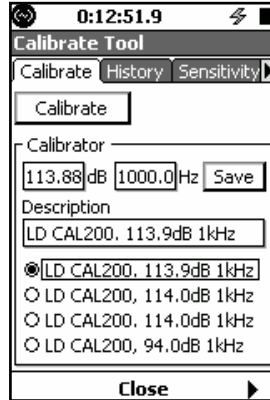 0:12:51.9
Calibrate Tool
Calibrate History Sensitivity
Calibrate
Calibrator
113.88 dB 1000.0 Hz Save
Description
LD CAL200. 113.9dB 1kHz
LD CAL200. 113.9dB 1kHz
LD CAL200, 114.0dB 1kHz
LD CAL200. 114.0dB 1kHz
LD CAL200, 94.0dB 1kHz
Close